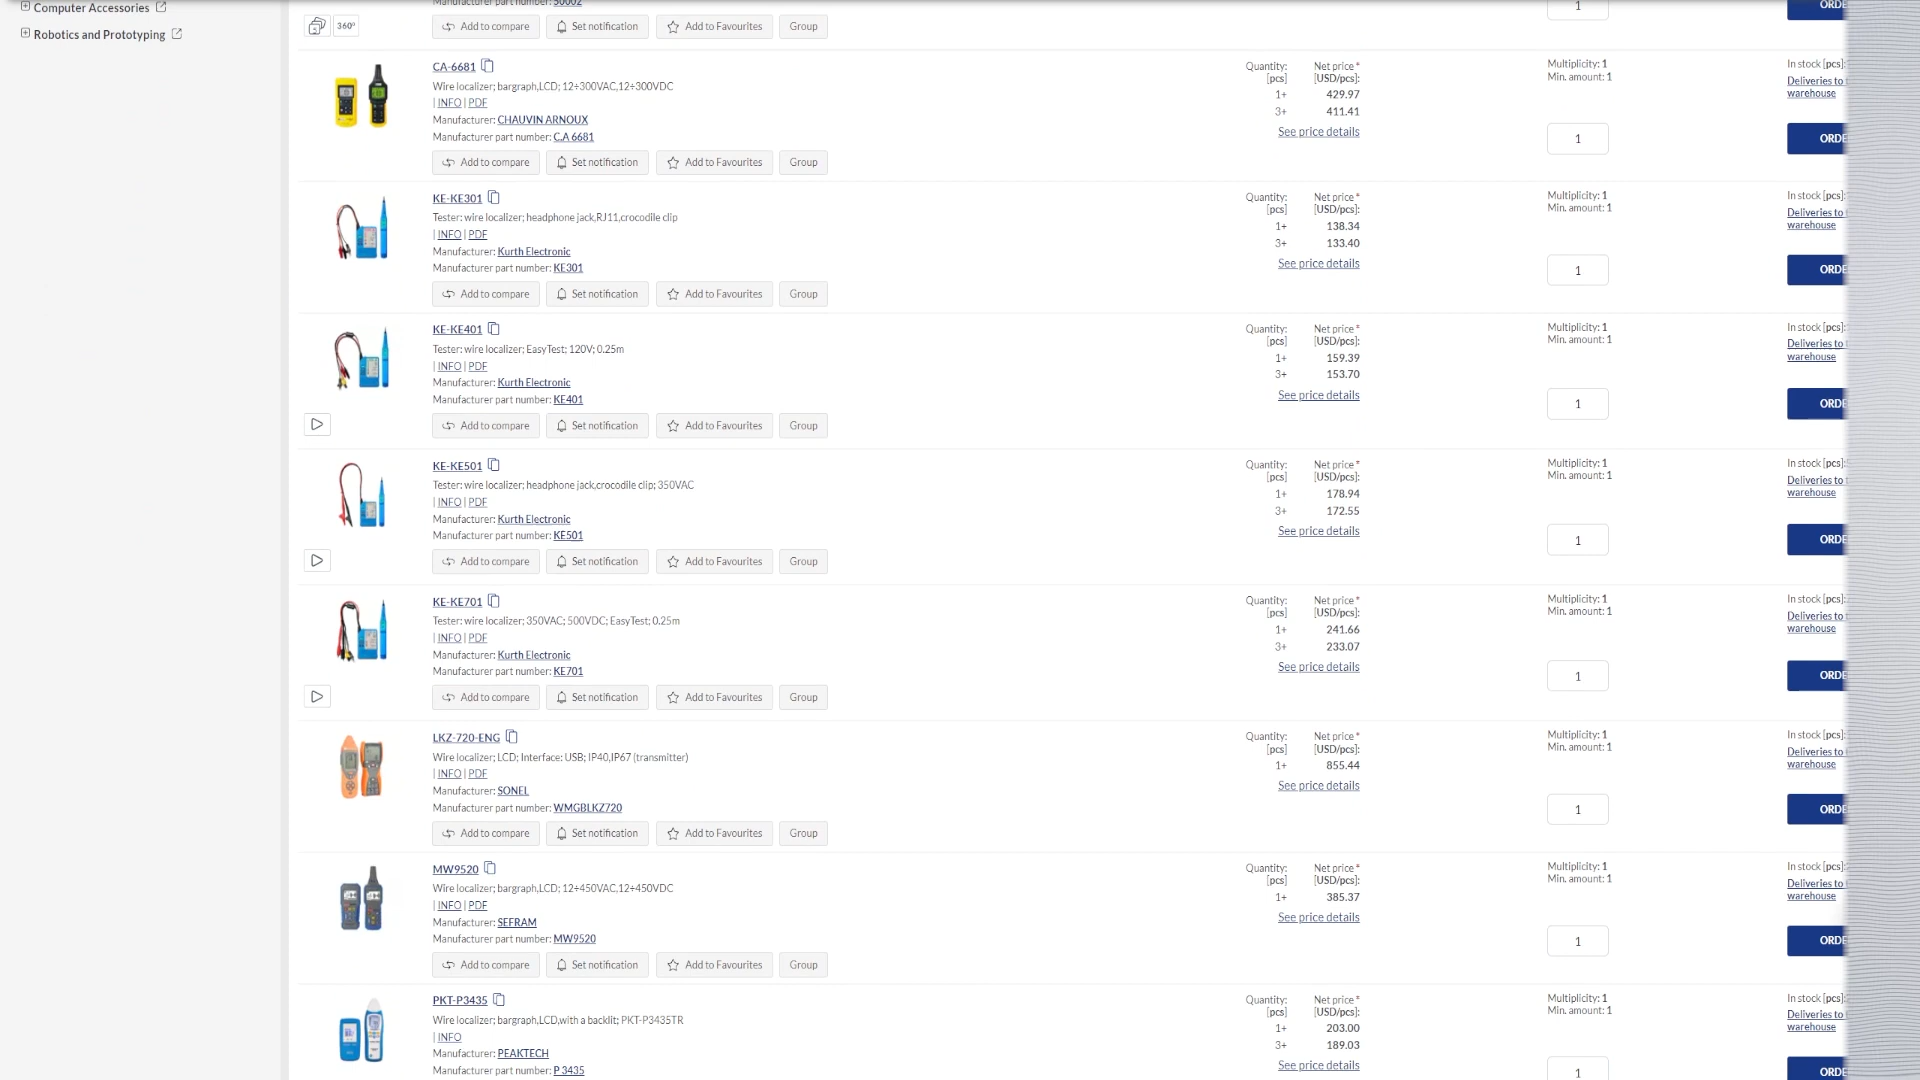 Computer Accessories
Robotics and Prototyping
Manufacturer part number: 50002
1
360°
Add to compare
Set notification
Add to Favourites
Group
CA-6681
Wire localizer; bargraph,LCD; 12÷300VAC,12÷300VDC
| INFO | PDF
Manufacturer: CHAUVIN ARNOUX
Manufacturer part number: C.A 6681
Add to compare
Set notification
Add to Favourites
Group
Quantity: Net price *
[pcs] [USD/pcs]:
1+ 429.97
3+ 411.41
See price details
Multiplicity: 1
Min. amount: 1
1
In stock [pcs]:
Deliveries to
warehouse
KE-KE301
Tester: wire localizer; headphone jack,RJ11,crocodile clip
| INFO | PDF
Manufacturer: Kurth Electronic
Manufacturer part number: KE301
Add to compare
Set notification
Add to Favourites
Group
Quantity: Net price *
[pcs] [USD/pcs]:
1+ 138.34
3+ 133.40
See price details
Multiplicity: 1
Min. amount: 1
1
In stock [pcs]:
Deliveries to
warehouse
KE-KE401
Tester: wire localizer; EasyTest; 120V; 0.25m
| INFO | PDF
Manufacturer: Kurth Electronic
Manufacturer part number: KE401
Add to compare
Set notification
Add to Favourites
Group
Quantity: Net price *
[pcs] [USD/pcs]:
1+ 159.39
3+ 153.70
See price details
Multiplicity: 1
Min. amount: 1
1
In stock [pcs]:
Deliveries to
warehouse
KE-KE501
Tester: wire localizer; headphone jack,crocodile clip; 350VAC
| INFO | PDF
Manufacturer: Kurth Electronic
Manufacturer part number: KE501
Add to compare
Set notification
Add to Favourites
Group
Quantity: Net price *
[pcs] [USD/pcs]:
1+ 178.94
3+ 172.55
See price details
Multiplicity: 1
Min. amount: 1
1
In stock [pcs]:
Deliveries to
warehouse
KE-KE701
Tester: wire localizer; 350VAC; 500VDC; EasyTest; 0.25m
| INFO | PDF
Manufacturer: Kurth Electronic
Manufacturer part number: KE701
Add to compare
Set notification
Add to Favourites
Group
Quantity: Net price *
[pcs] [USD/pcs]:
1+ 241.66
3+ 233.07
See price details
Multiplicity: 1
Min. amount: 1
1
In stock [pcs]:
Deliveries to
warehouse
LKZ-720-ENG
Wire localizer; LCD; Interface: USB; IP40,IP67 (transmitter)
| INFO | PDF
Manufacturer: SONEL
Manufacturer part number: WMGBLKZ720
Add to compare
Set notification
Add to Favourites
Group
Quantity: Net price *
[pcs] [USD/pcs]:
1+ 855.44
See price details
Multiplicity: 1
Min. amount: 1
1
In stock [pcs]:
Deliveries to
warehouse
MW9520
Wire localizer; bargraph,LCD; 12÷450VAC,12÷450VDC
| INFO | PDF
Manufacturer: SEFRAM
Manufacturer part number: MW9520
Add to compare
Set notification
Add to Favourites
Group
Quantity: Net price *
[pcs] [USD/pcs]:
1+ 385.37
See price details
Multiplicity: 1
Min. amount: 1
1
In stock [pcs]:
Deliveries to
warehouse
PKT-P3435
Wire localizer; bargraph,LCD,with a backlit; PKT-P3435TR
| INFO
Manufacturer: PEAKTECH
Manufacturer part number: P 3435
Quantity: Net price *
[pcs] [USD/pcs]:
1+ 203.00
3+ 189.03
See price details
Multiplicity: 1
Min. amount: 1
1
In stock [pcs]:
Deliveries to
warehouse